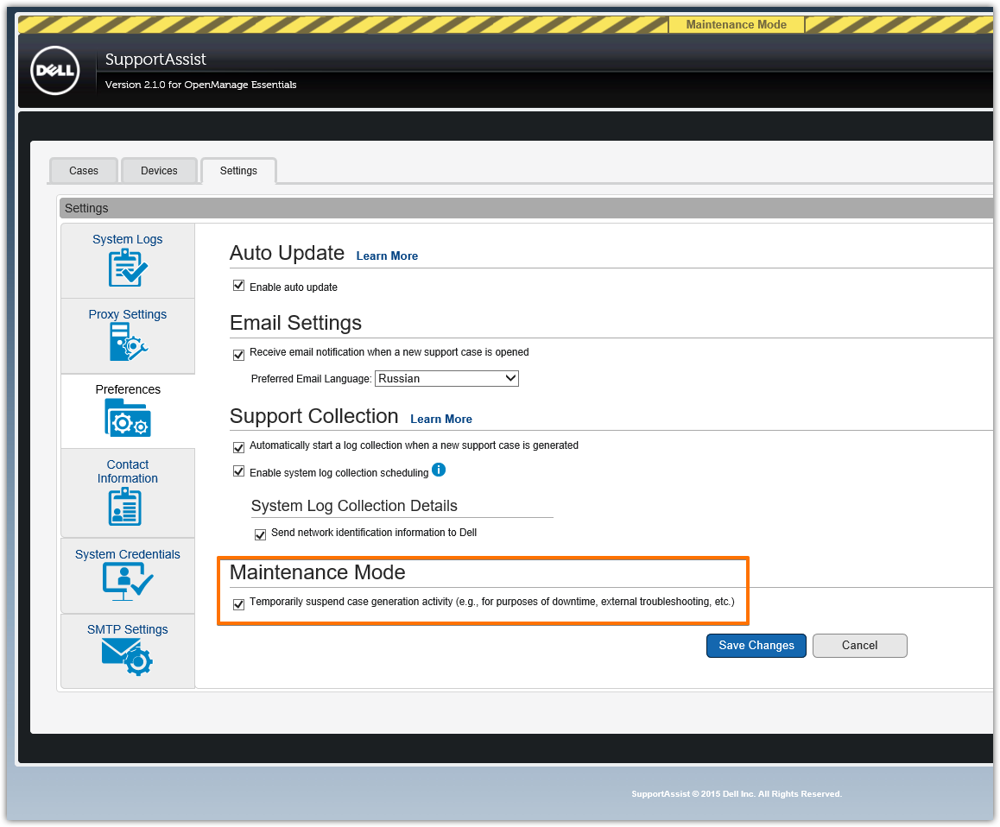 Maintenance Mode
DELL
SupportAssist
Version 2.1.0 for OpenManage Essentials
Cases
Devices
Settings
Settings
System Logs
Proxy Settings
Preferences
Contact
Information
System Credentials
SMTP Settings
Auto Update Learn More
Enable auto update
Email Settings
Receive email notification when a new support case is opened
Preferred Email Language: Russian
Support Collection Learn More
Automatically start a log collection when a new support case is generated
Enable system log collection scheduling i
System Log Collection Details
Send network identification information to Dell
Maintenance Mode
Temporarily suspend case generation activity (e.g., for purposes of downtime, external troubleshooting, etc.)
Save Changes
Cancel
SupportAssist © 2015 Dell Inc. All Rights Reserved.